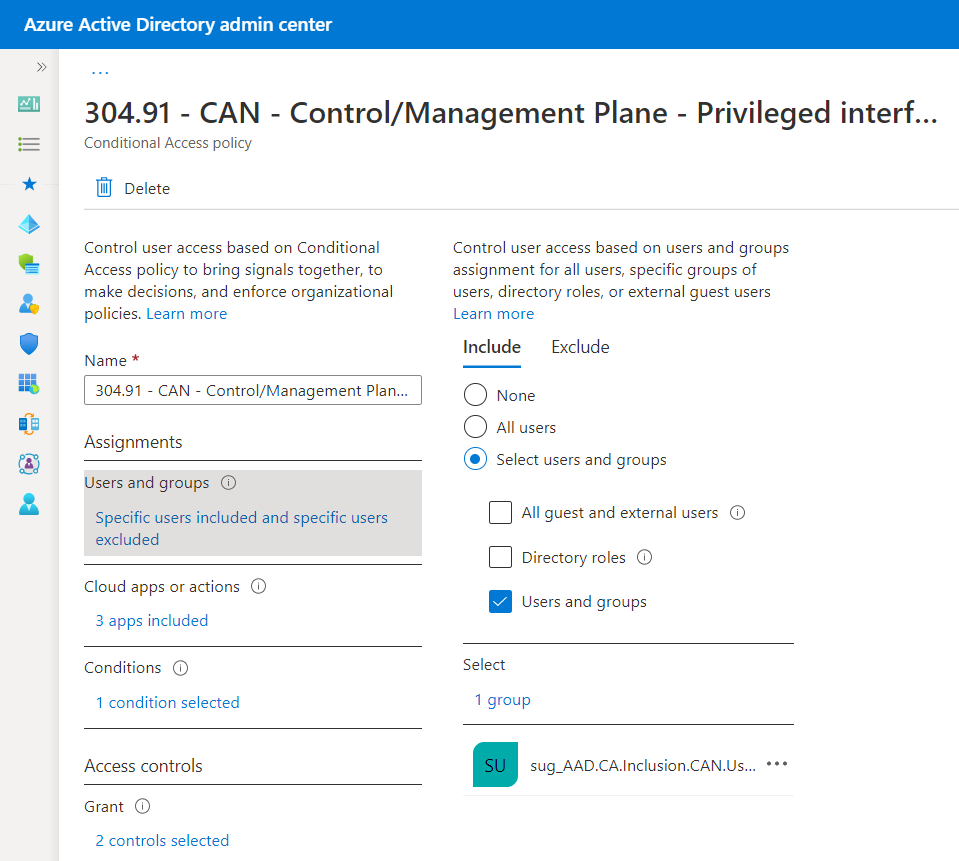 Azure Active Directory admin center
...
304.91 - CAN - Control/Management Plane - Privileged interf...
Conditional Access policy
Delete
Control user access based on Conditional
Access policy to bring signals together, to
make decisions, and enforce organizational
policies. Learn more
Name *
304.91 - CAN - Control/Management Plan...
Assignments
Users and groups
Specific users included and specific users
excluded
Cloud apps or actions
3 apps included
Conditions
1 condition selected
Access controls
Grant
2 controls selected
Control user access based on users and groups
assignment for all users, specific groups of
users, directory roles, or external guest users
Learn more
Include Exclude
None
All users
Select users and groups
All guest and external users
Directory roles
Users and groups
Select
1 group
SU sug_AAD.CA.Inclusion.CAN.Us...